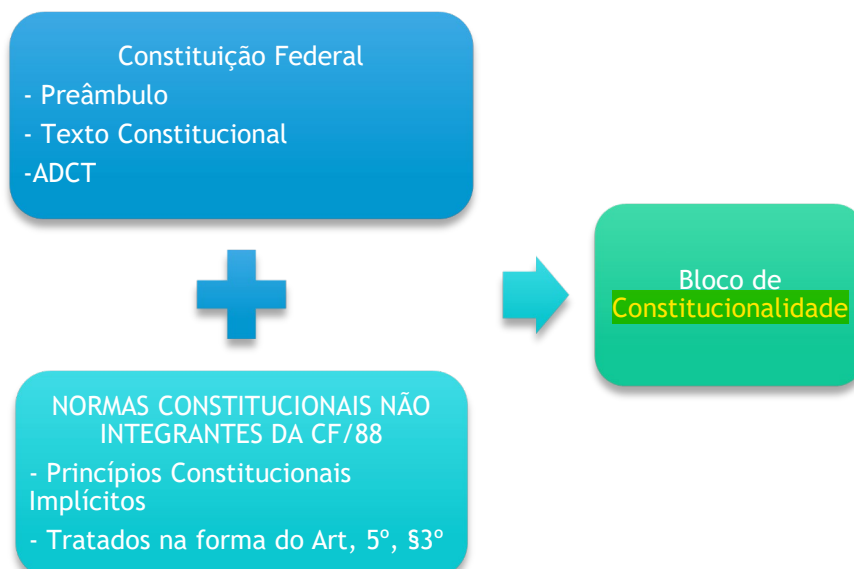 Constituição Federal
- Preâmbulo
- Texto Constitucional
-ADCT
Bloco de
Constitucionalidade
NORMAS CONSTITUCIONAIS NÃO
INTEGRANTES DA CF/88
- Princípios Constitucionais
Implícitos
- Tratados na forma do Art, 5º, §3º